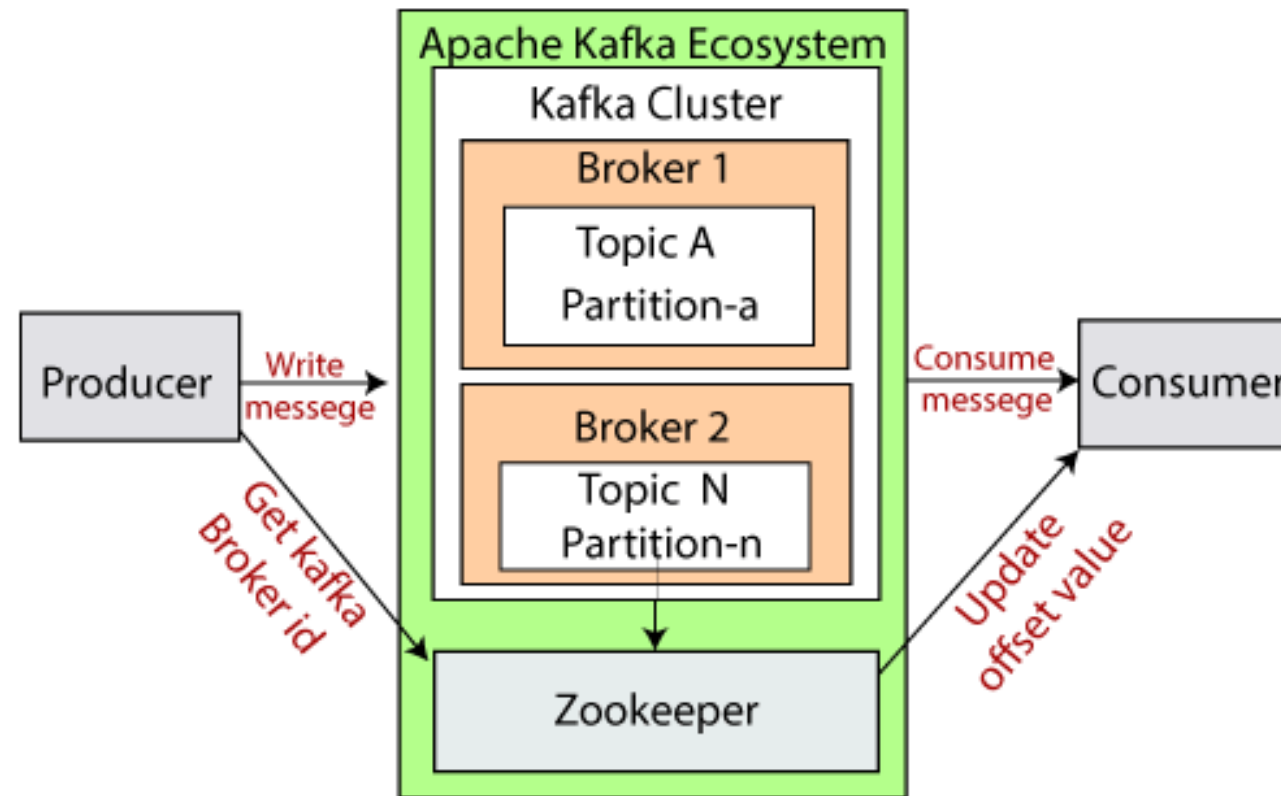 Apache Kafka Ecosystem
Kafka Cluster
Broker 1
Topic A
Partition-a
Producer
Write
messege
Consume
messege
Consumer
Broker 2
Topic N
Partition-n
Get kafka
Broker id
Update
offset value
Zookeeper